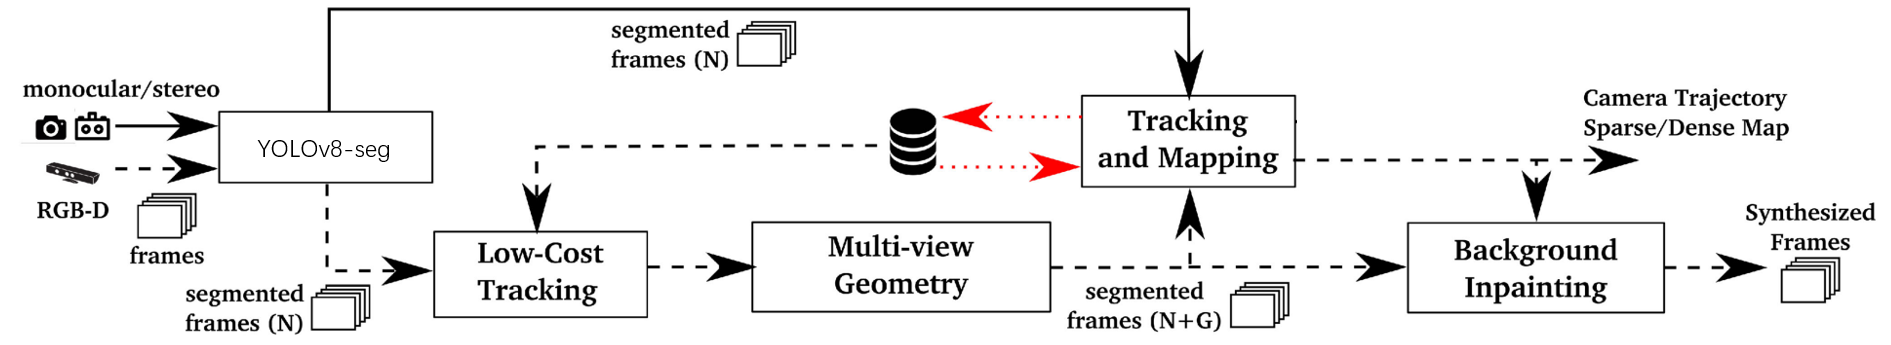 segmented
frames (N)
monocular/stereo
YOLOv8-seg
RGB-D
frames
segmented
frames (N)
Low-Cost
Tracking
Multi-view
Geometry
Tracking
and Mapping
segmented
frames (N+G)
Camera Trajectory
Sparse/Dense Map
Background
Inpainting
Synthesized
Frames